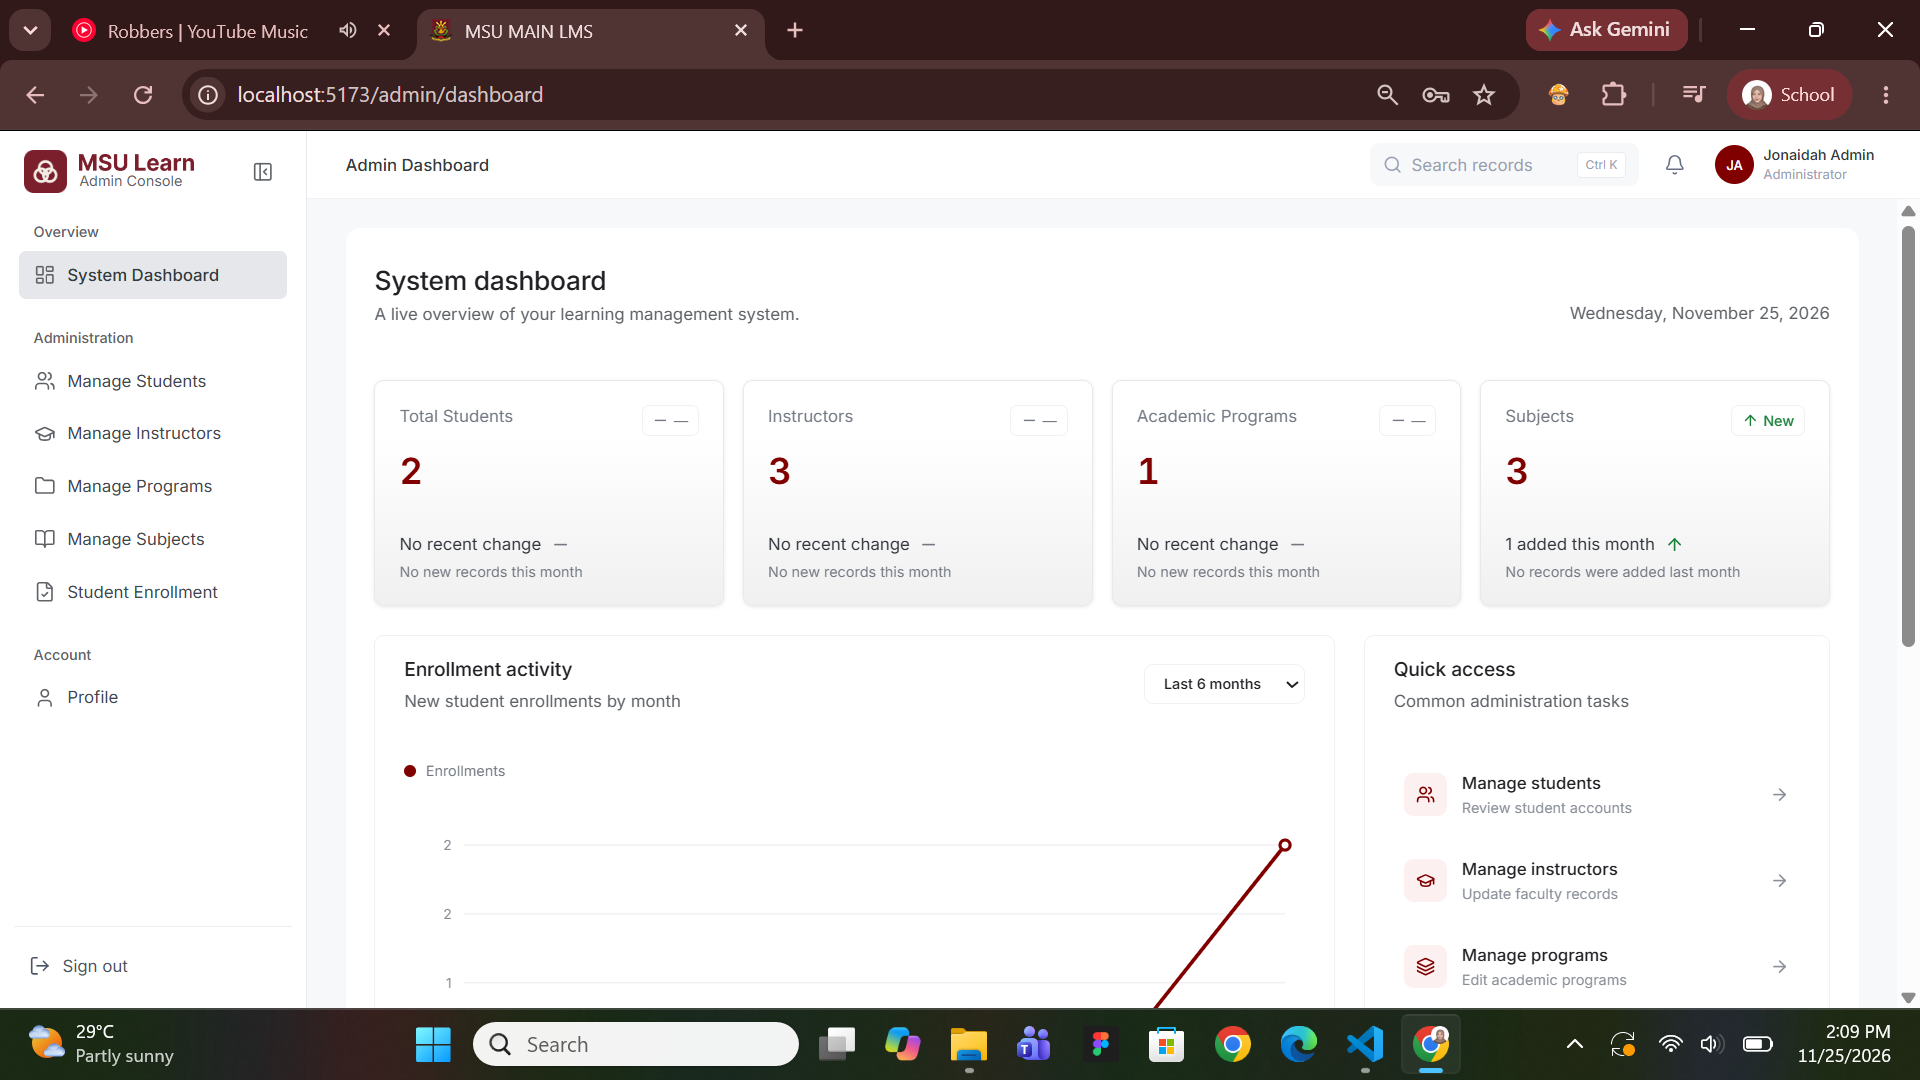 Robbers | YouTube Music
MSU MAIN LMS
Ask Gemini
localhost:5173/admin/dashboard
School
MSU Learn
Admin Console
Admin Dashboard
Search records
Ctrl K
JA
Jonaidah Admin
Administrator
Overview
System Dashboard
Administration
Manage Students
Manage Instructors
Manage Programs
Manage Subjects
Student Enrollment
Account
Profile
Sign out
System dashboard
A live overview of your learning management system.
Wednesday, November 25, 2026
Total Students
— —
2
No recent change —
No new records this month
Instructors
— —
3
No recent change —
No new records this month
Academic Programs
— —
1
No recent change —
No new records this month
Subjects
↑ New
3
1 added this month ↑
No records were added last month
Enrollment activity
New student enrollments by month
Last 6 months
Enrollments
2
2
1
Quick access
Common administration tasks
Manage students
Review student accounts
Manage instructors
Update faculty records
Manage programs
Edit academic programs
29°C
Partly sunny
Search
2:09 PM
11/25/2026